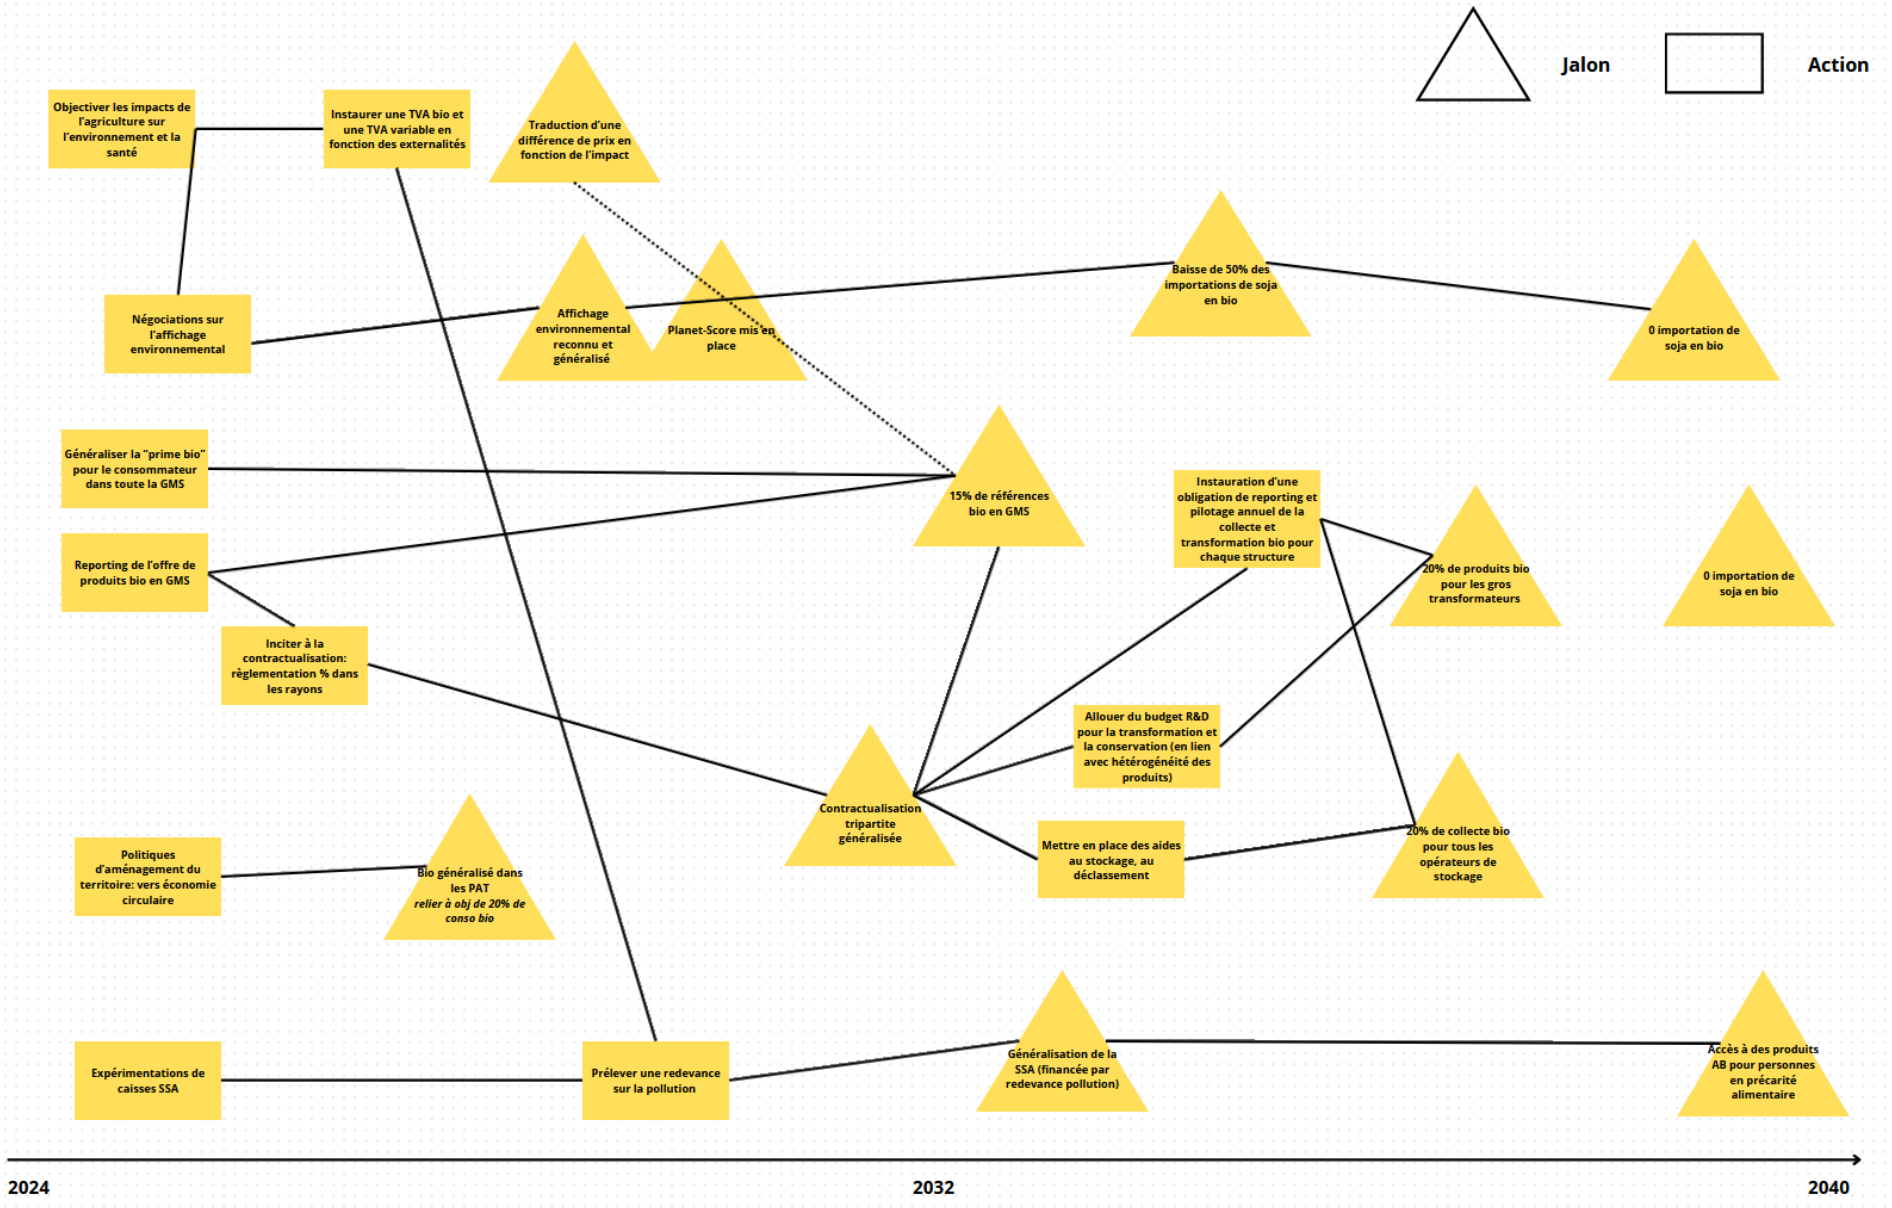 Jalon
Action
Objectiver les impacts de
l'agriculture sur
l'environnement et la
santé
Instaurer une TVA bio et
une TVA variable en
fonction des externalités
Traduction d'une
différence de prix en
fonction de l'impact
Négociations sur
l'affichage
environnemental
Affichage
environnemental
reconnu et
généralisé
Planet-Score mis en
place
Baisse de 50% des
importations de soja
en bio
0 importation de
soja en bio
Généraliser la "prime bio"
pour le consommateur
dans toute la GMS
15% de références
bio en GMS
Instauration d'une
obligation de reporting et
pilotage annuel de la
collecte et
transformation bio pour
chaque structure
20% de produits bio
pour les gros
transformateurs
0 importation de
soja en bio
Reporting de l'offre de
produits bio en GMS
Inciter à la
contractualisation:
règlementation % dans
les rayons
Allouer du budget R&D
pour la transformation et
la conservation (en lien
avec hétérogénéité des
produits)
Contractualisation
tripartite
généralisée
Mettre en place des aides
au stockage, au
déclassement
20% de collecte bio
pour tous les
opérateurs de
stockage
Politiques
d'aménagement du
territoire: vers économie
circulaire
Bio généralisé dans
les PAT
relier à obj de 20% de
conso bio
Expérimentations de
caisses SSA
Prélever une redevance
sur la pollution
Généralisation de la
SSA (financée par
redevance pollution)
Accès à des produits
AB pour personnes
en précarité
alimentaire
2024
2032
2040